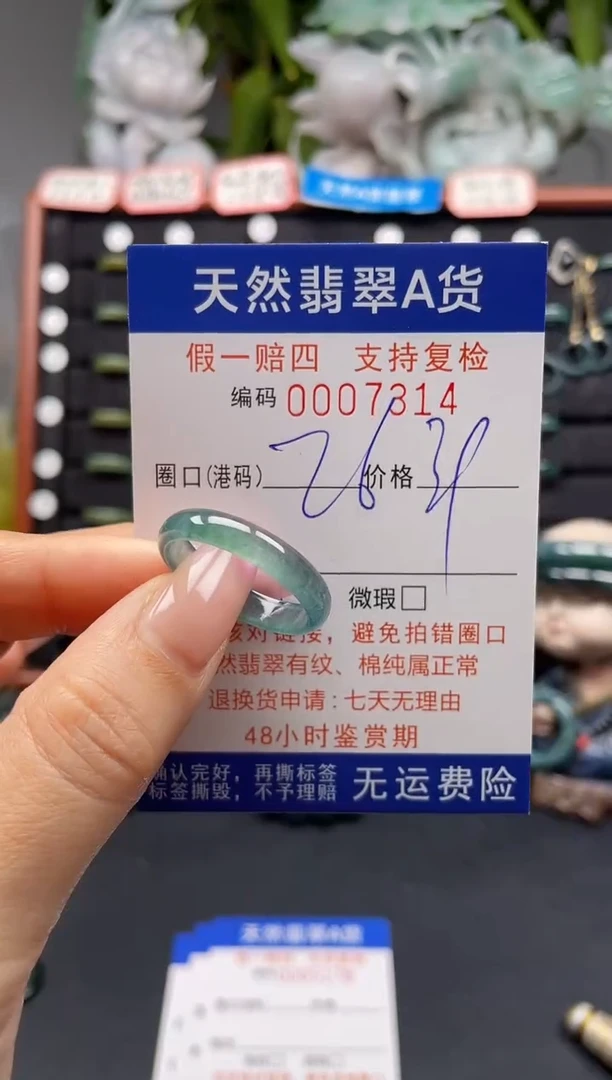 天然翡翠A货
假一赔四 支持复检
编码 0007314
圈口(港码) 26 价格
微瑕□
核对链接，避免拍错圈口
然翡翠有纹、棉纯属正常
退换货申请：七天无理由
48小时鉴赏期
确认完好，再撕标签
标签撕毁，不予理赔
无运费险
天然翡翠A货